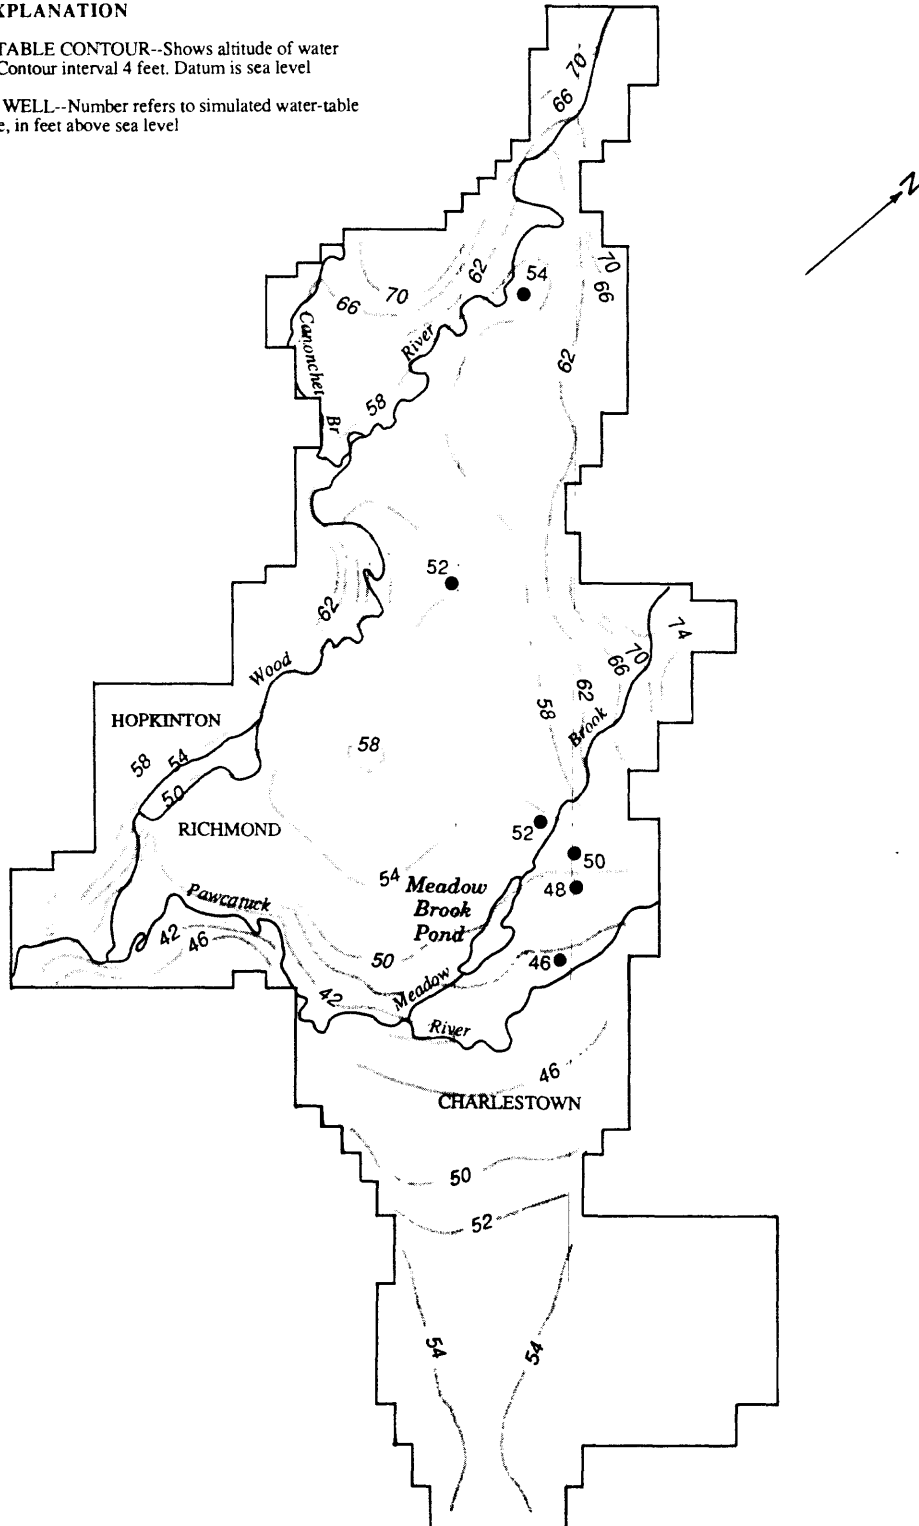 XPLANATION
TABLE CONTOUR--Shows altitude of water
Contour interval 4 feet. Datum is sea level
WELL--Number refers to simulated water-table
e, in feet above sea level
N
70
66
70
66
54
62
66
70
Canonchet
Br
River
58
62
52
62
74
70
66
62
58
Wood
Brook
HOPKINTON
58
54
50
58
RICHMOND
52
50
48
54
Meadow
Brook
Pond
Pawcatuck
42
46
50
46
Meadow
42
River
46
CHARLESTOWN
50
52
54
54